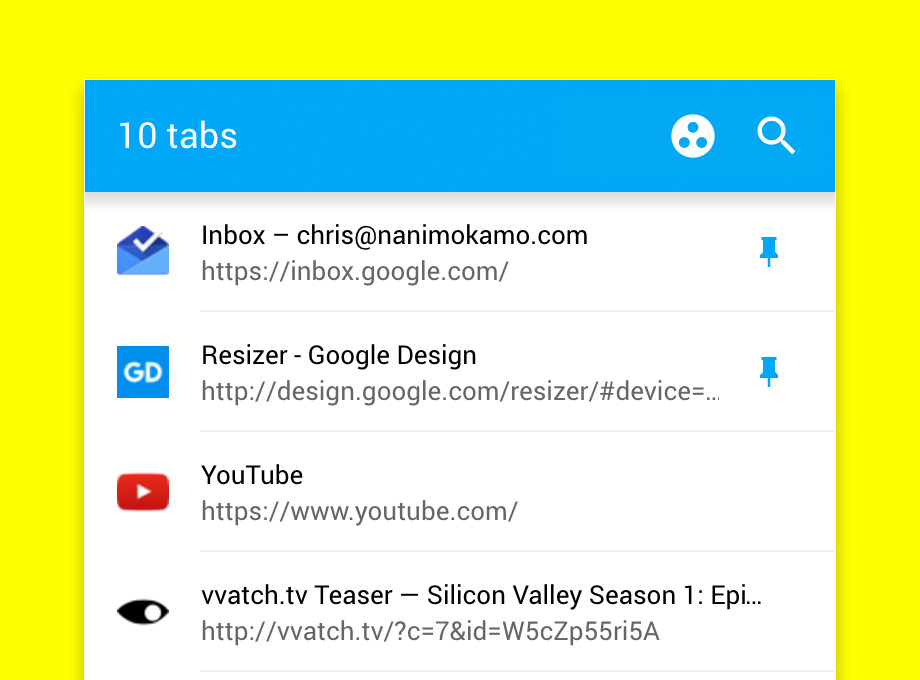 10 tabs
Inbox – chris@nanimokamo.com
https://inbox.google.com/
GD
Resizer - Google Design
http://design.google.com/resizer/#device=...
YouTube
https://www.youtube.com/
vvatch.tv Teaser — Silicon Valley Season 1: Epi...
http://vvatch.tv/?c=7&id=W5cZp55ri5A